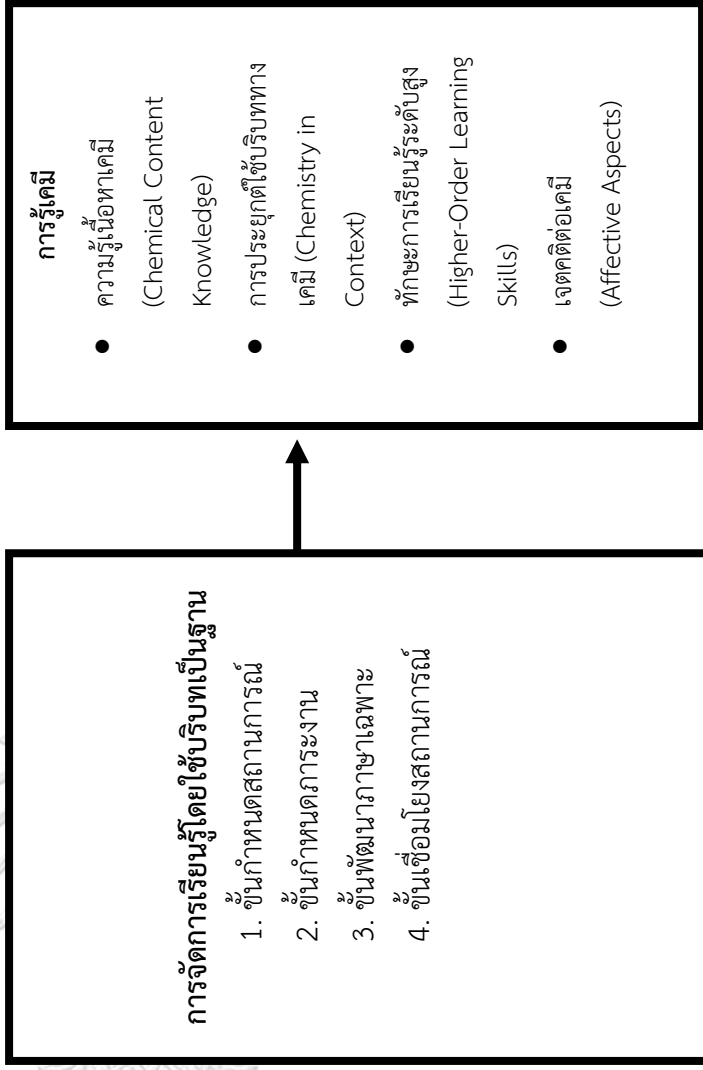 การจัดการเรียนรู้โดยใช้บริบทเป็นฐาน
1. ขั้นกำหนดสถานการณ์
2. ขั้นกำหนดภาระงาน
3. ขั้นพัฒนาภาษาเฉพาะ
4. ขั้นเชื่อมโยงสถานการณ์
การรู้เคมี
● ความรู้เนื้อหาเคมี
(Chemical Content
Knowledge)
● การประยุกต์ใช้บริบททาง
เคมี (Chemistry in
Context)
● ทักษะการเรียนรู้ระดับสูง
(Higher-Order Learning
Skills)
● เจตคติต่อเคมี
(Affective Aspects)